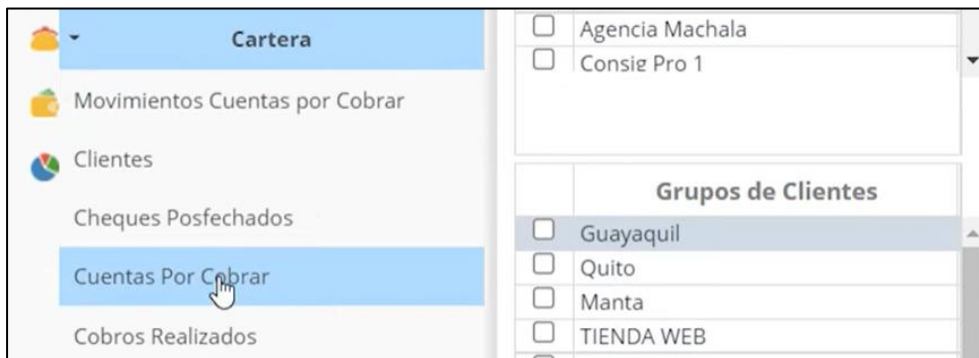 Cartera
Movimientos Cuentas por Cobrar
Clientes
Cheques Posfechados
Cuentas Por Cobrar
Cobros Realizados
Agencia Machala
Consig Pro 1
Grupos de Clientes
Guayaquil
Quito
Manta
TIENDA WEB